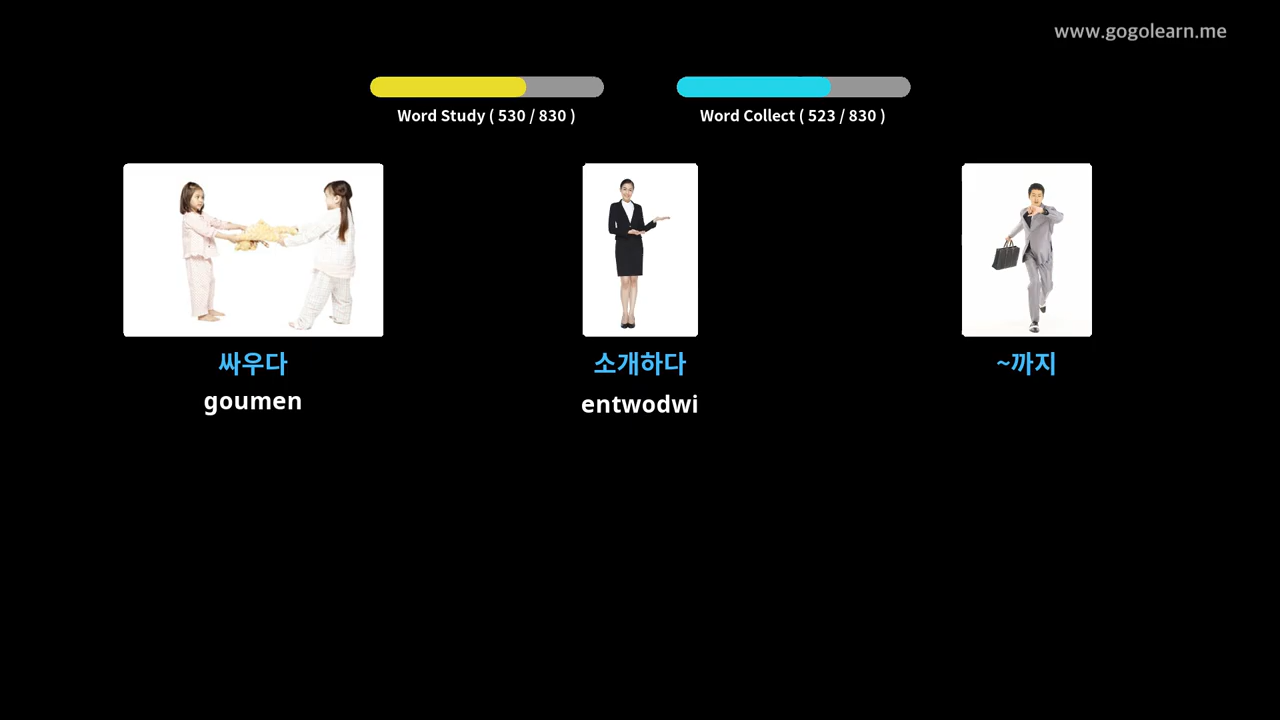 www.gogolearn.me
Word Study ( 530 / 830 )
Word Collect ( 523 / 830 )
싸우다
goumen
소개하다
entwodwi
~까지